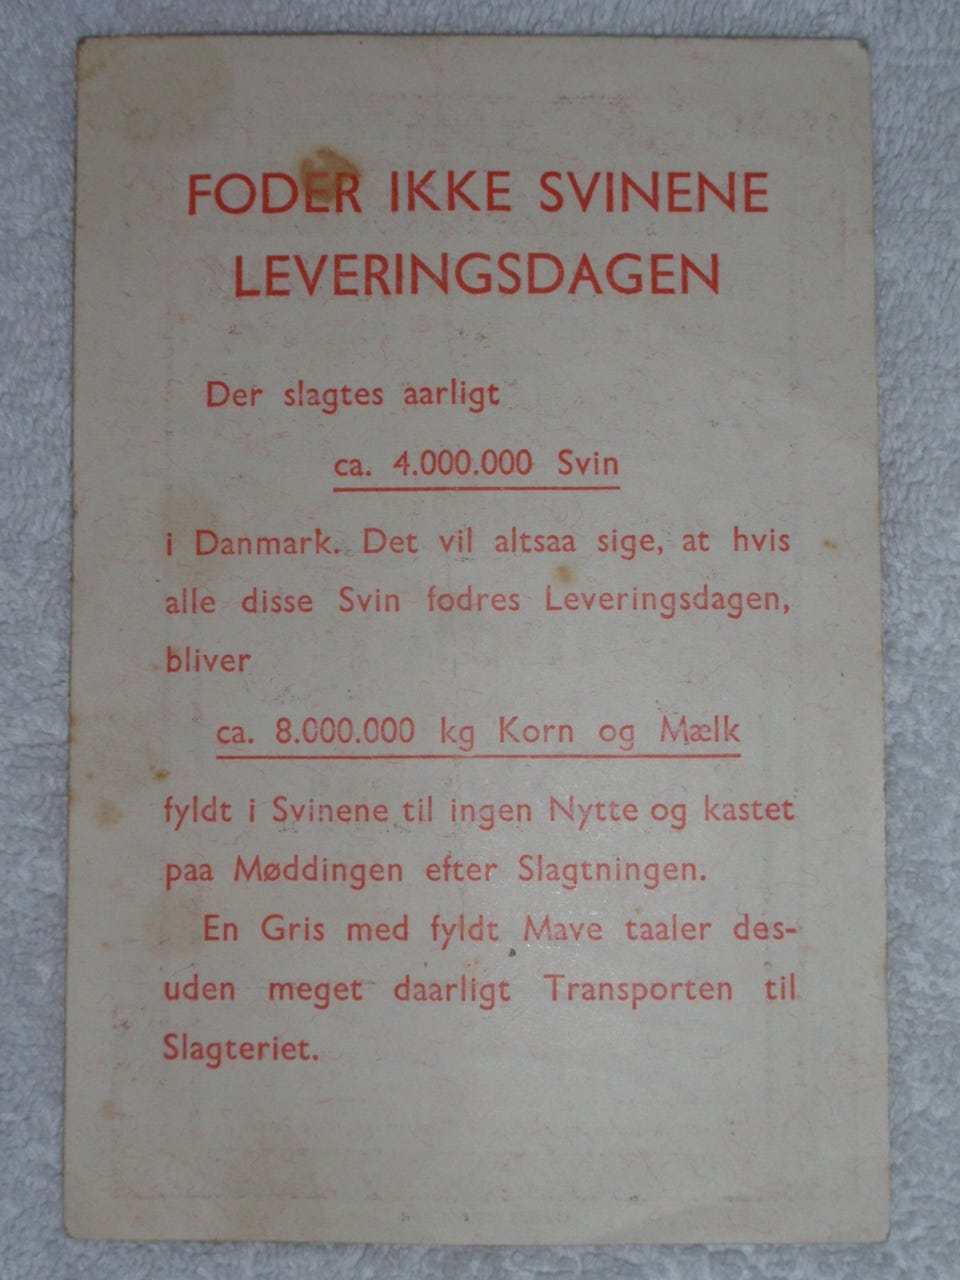 FODER IKKE SVINENE
LEVERINGSDAGEN
Der slagtes aarligt
ca. 4.000.000 Svin
i Danmark. Det vil altsaa sige, at hvis
alle disse Svin fodres Leveringsdagen,
bliver
ca. 8.000.000 kg Korn og Mælk
fyldt i Svinene til ingen Nytte og kastet
paa Møddingen efter Slagtningen.
En Gris med fyldt Mave taaler des-
uden meget daarligt Transporten til
Slagteriet.